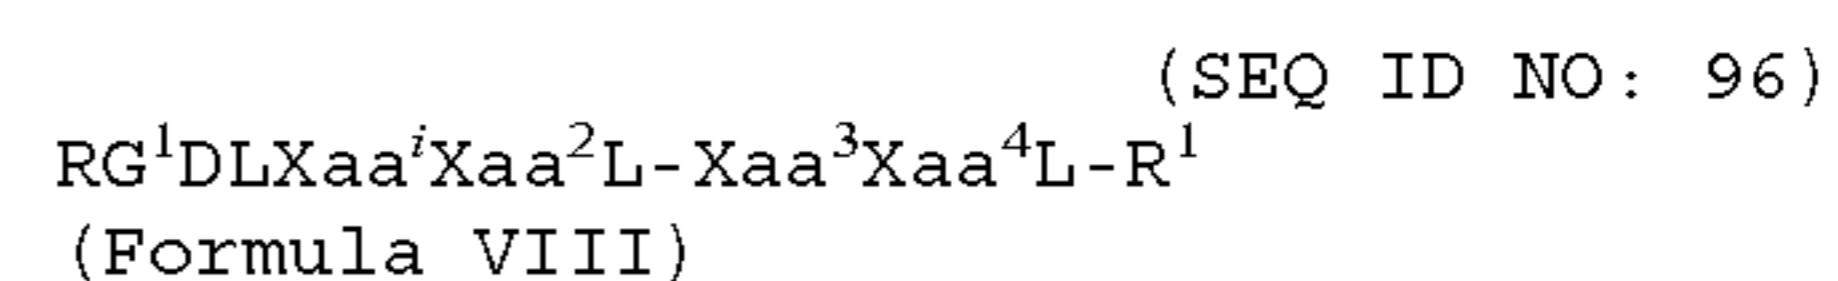 (SEQ ID NO: 96)
RG¹DLXaaⁱXaa²L-Xaa³Xaa⁴L-R¹
(Formula VIII)